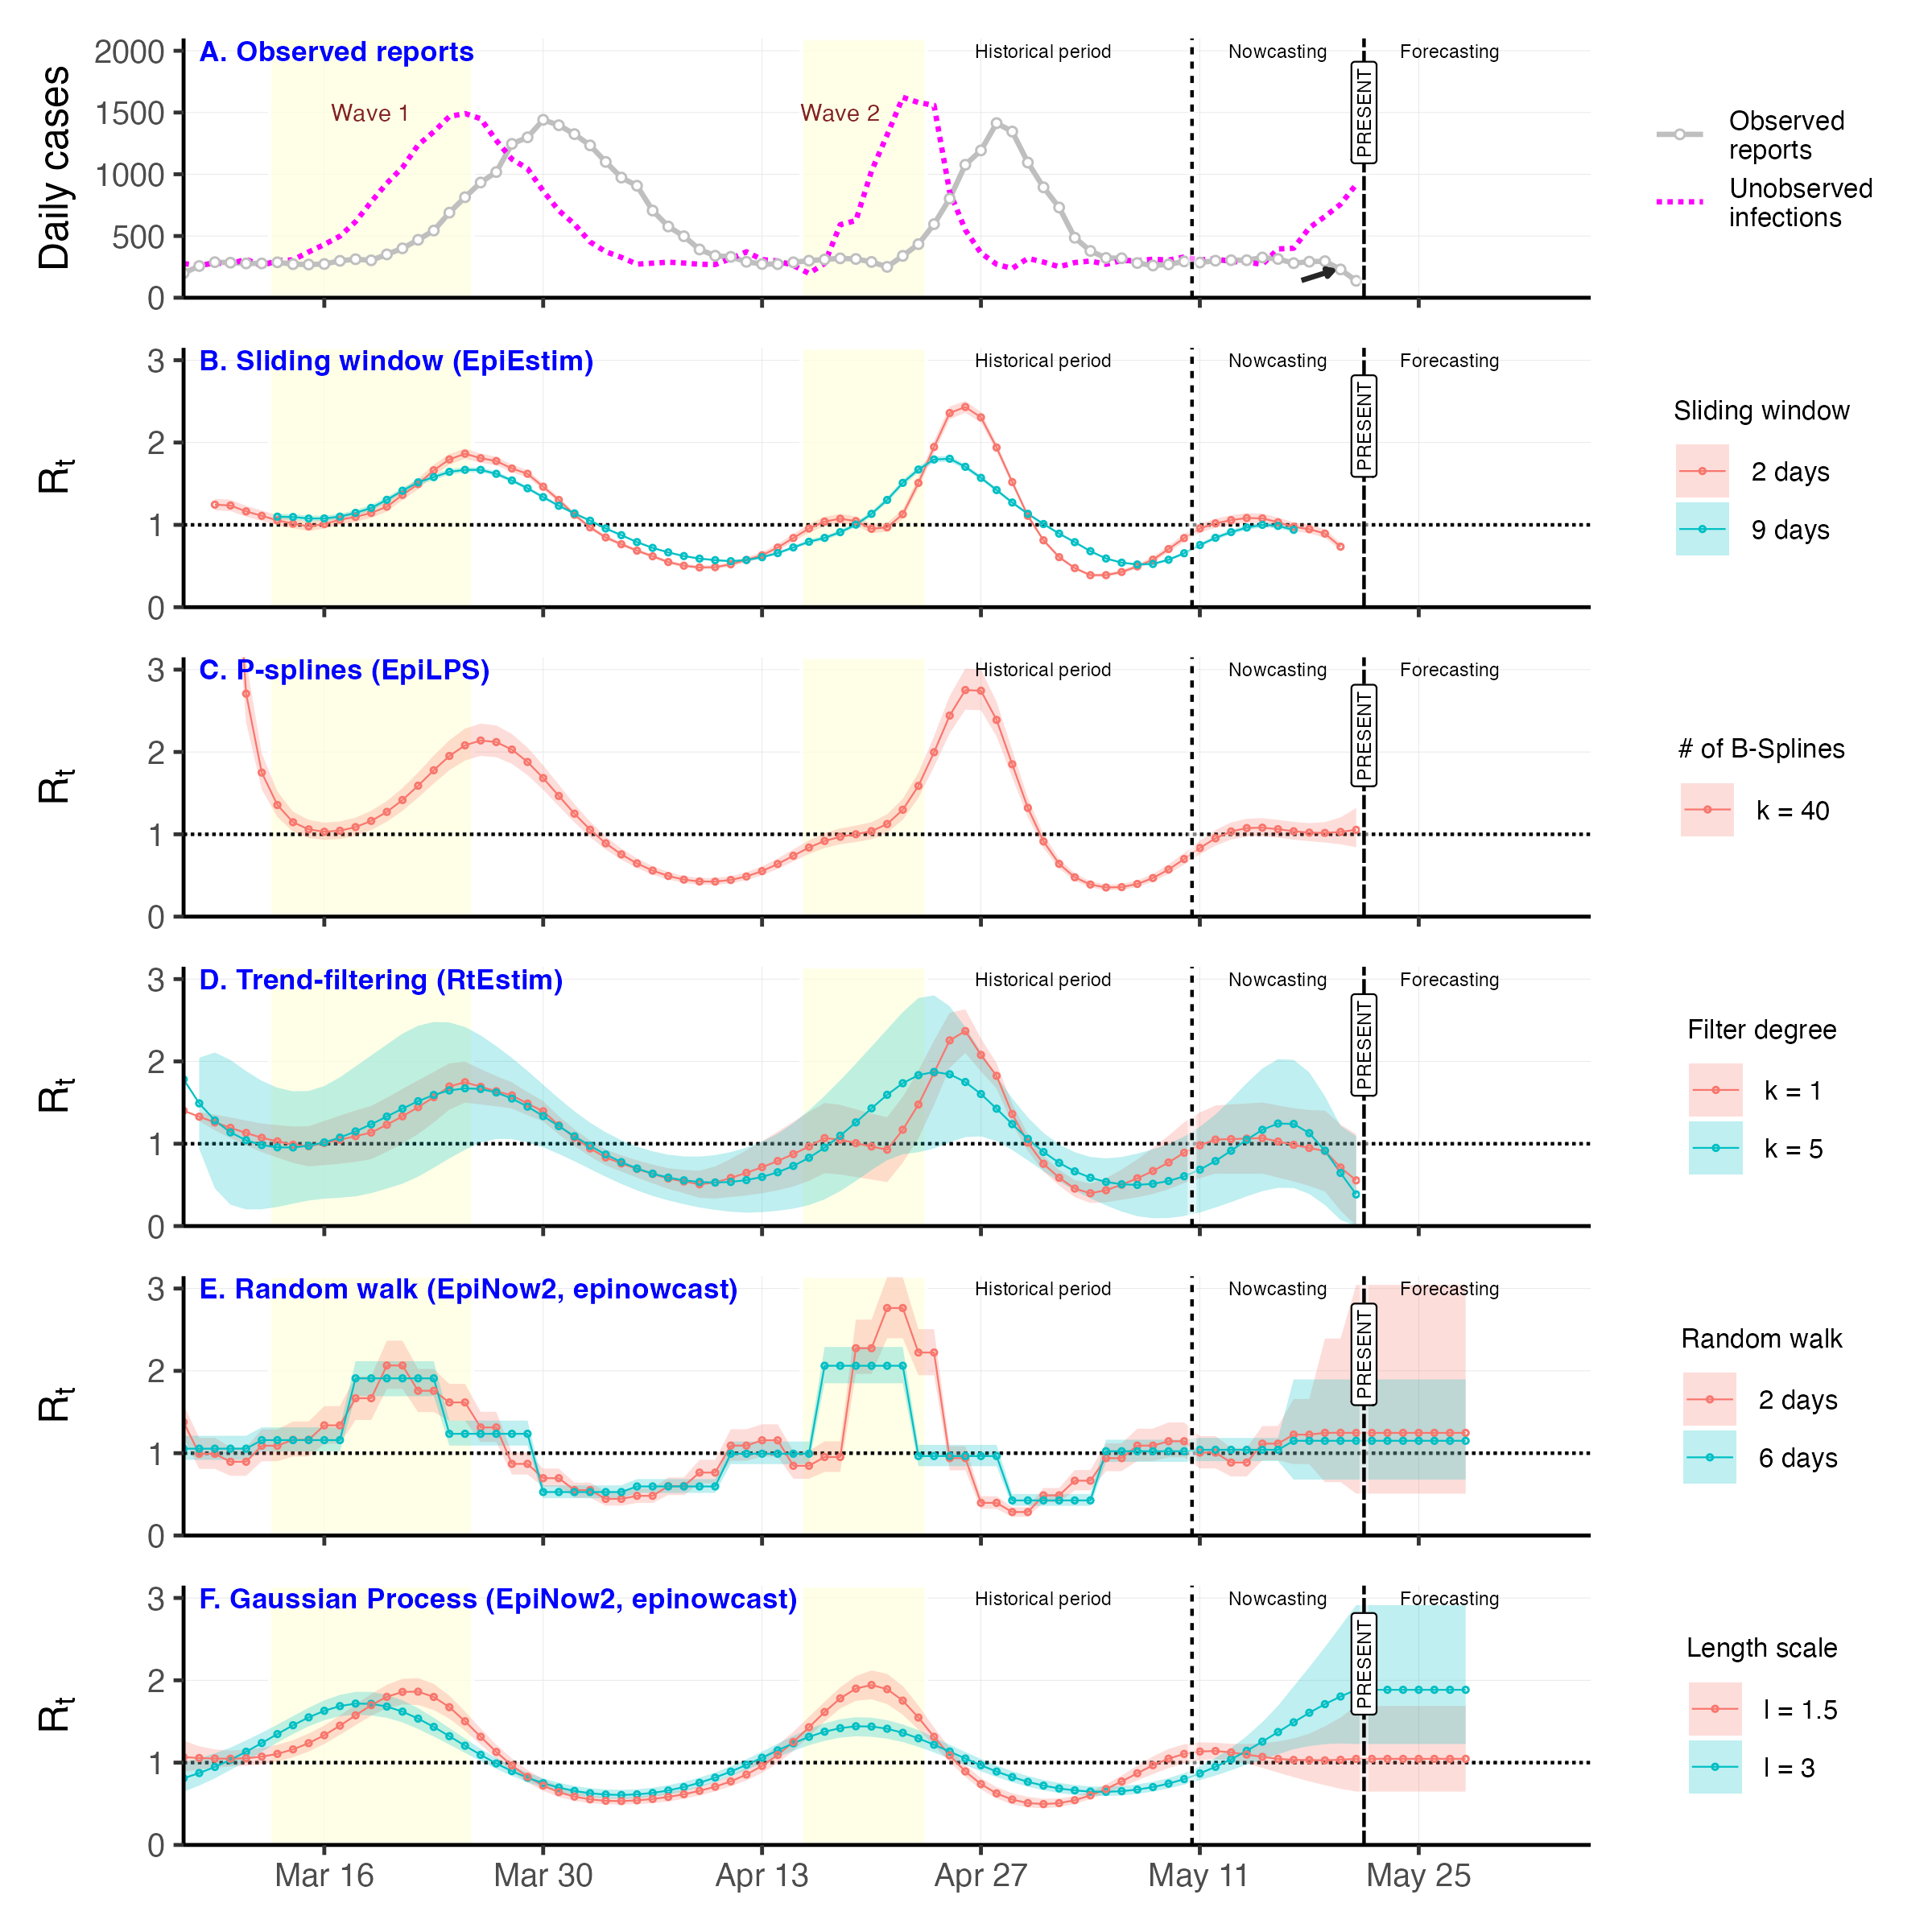 Daily cases
2000
1500
1000
500
0
A. Observed reports
Wave 1
Wave 2
Historical period
Nowcasting
Forecasting
PRESENT
Observed
reports
Unobserved
infections
Rt
3
2
1
0
B. Sliding window (EpiEstim)
Historical period
Nowcasting
Forecasting
PRESENT
Sliding window
2 days
9 days
Rt
3
2
1
0
C. P-splines (EpiLPS)
Historical period
Nowcasting
Forecasting
PRESENT
# of B-Splines
k = 40
Rt
3
2
1
0
D. Trend-filtering (RtEstim)
Historical period
Nowcasting
Forecasting
PRESENT
Filter degree
k = 1
k = 5
Rt
3
2
1
0
E. Random walk (EpiNow2, epinowcast)
Historical period
Nowcasting
Forecasting
PRESENT
Random walk
2 days
6 days
Rt
3
2
1
0
F. Gaussian Process (EpiNow2, epinowcast)
Historical period
Nowcasting
Forecasting
PRESENT
Length scale
l = 1.5
l = 3
Mar 16
Mar 30
Apr 13
Apr 27
May 11
May 25